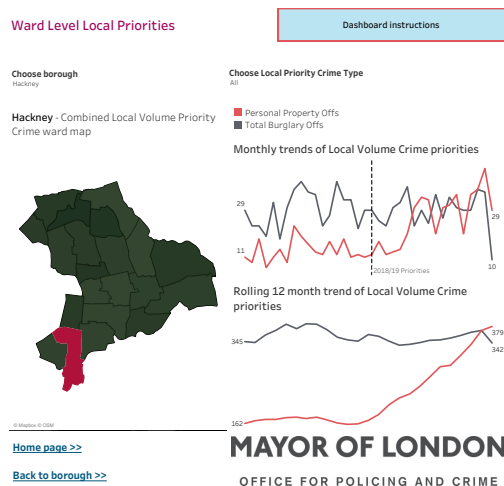 Ward Level Local Priorities
Dashboard instructions
Choose borough
Hackney
Choose Local Priority Crime Type
All
Hackney - Combined Local Volume Priority
Crime ward map
Personal Property Offs
Total Burglary Offs
Monthly trends of Local Volume Crime priorities
29
11
29
10
2018/19 Priorities
Rolling 12 month trend of Local Volume Crime
priorities
345
162
379
342
© Mapbox © OSM
Home page >>
Back to borough >>
MAYOR OF LONDON
OFFICE FOR POLICING AND CRIME